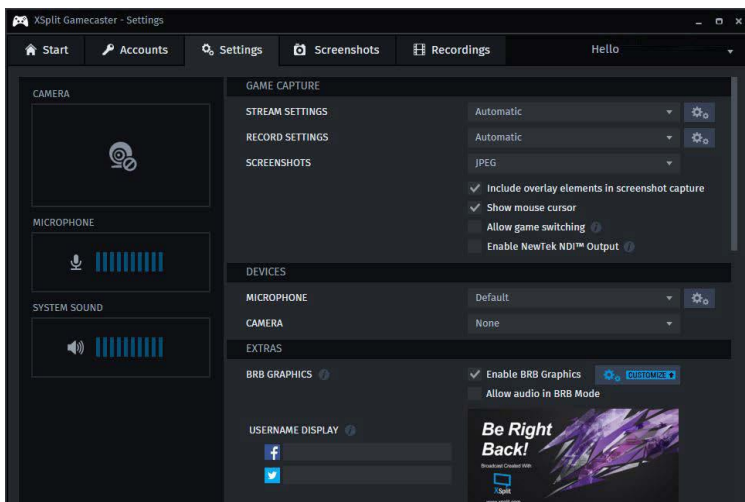 XSplit Gamecaster - Settings
Start
Accounts
Settings
Screenshots
Recordings
Hello
CAMERA
MICROPHONE
SYSTEM SOUND
GAME CAPTURE
STREAM SETTINGS
Automatic
RECORD SETTINGS
Automatic
SCREENSHOTS
JPEG
Include overlay elements in screenshot capture
Show mouse cursor
Allow game switching
Enable NewTek NDI™ Output
DEVICES
MICROPHONE
Default
CAMERA
None
EXTRAS
BRB GRAPHICS
Enable BRB Graphics
CUSTOMIZE
Allow audio in BRB Mode
USERNAME DISPLAY
Be Right
Back!
Broadcast Created With
XSplit